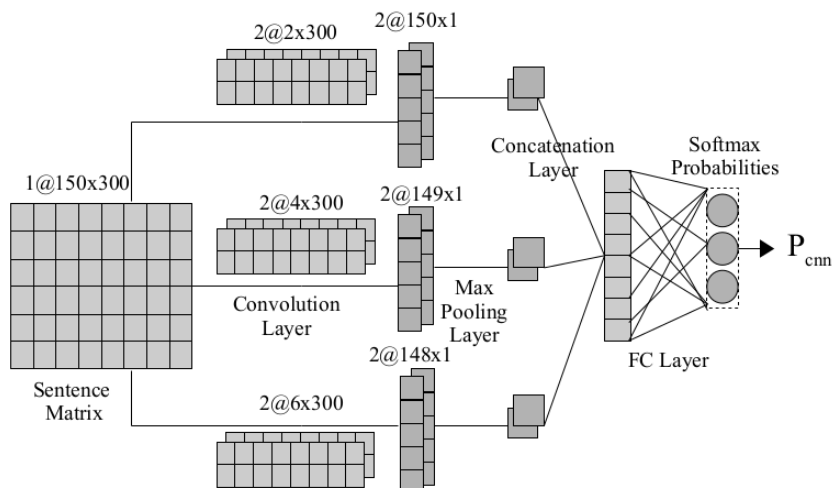 2@2x300
2@150x1
Concatenation
Layer
Softmax
Probabilities
1@150x300
2@4x300
2@149x1
P_cnn
Convolution
Layer
Max
Pooling
Layer
2@148x1
FC Layer
Sentence
Matrix
2@6x300